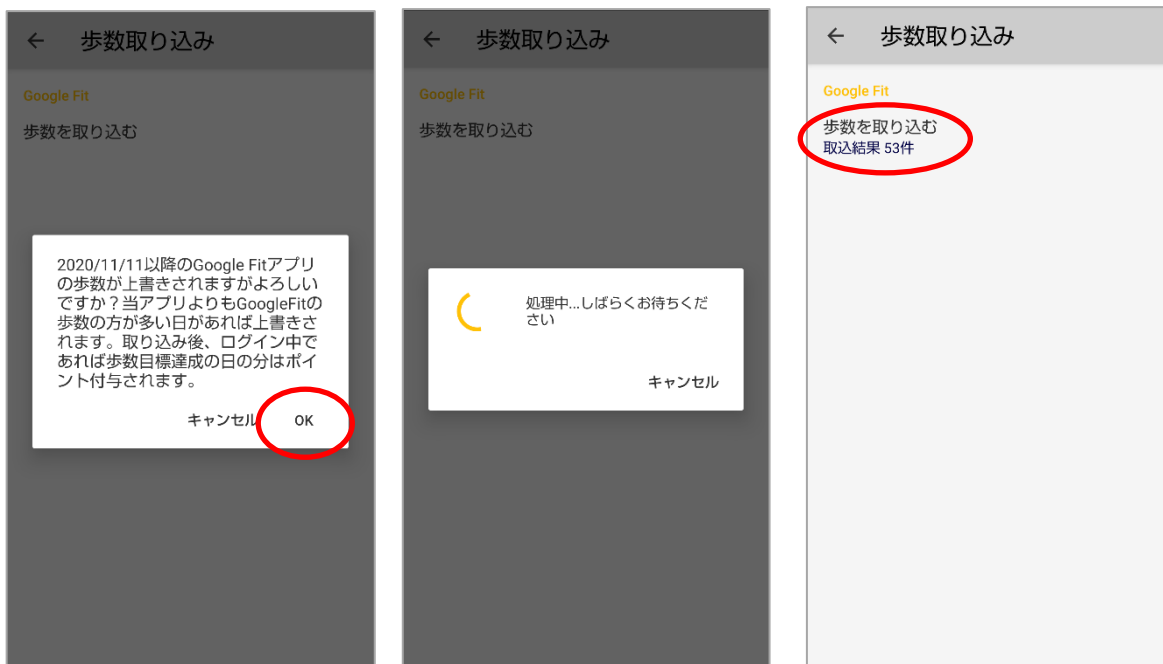 ← 歩数取り込み
Google Fit
歩数を取り込む
2020/11/11以降のGoogle Fitアプリ
の歩数が上書きされますがよろしい
ですか？当アプリよりもGoogleFitの
歩数の方が多い日があれば上書きさ
れます。取り込み後、ログイン中で
あれば歩数目標達成の日の分はポイ
ント付与されます。
キャンセル OK
← 歩数取り込み
Google Fit
歩数を取り込む
処理中...しばらくお待ちくだ
さい
キャンセル
← 歩数取り込み
Google Fit
歩数を取り込む
取込結果 53件